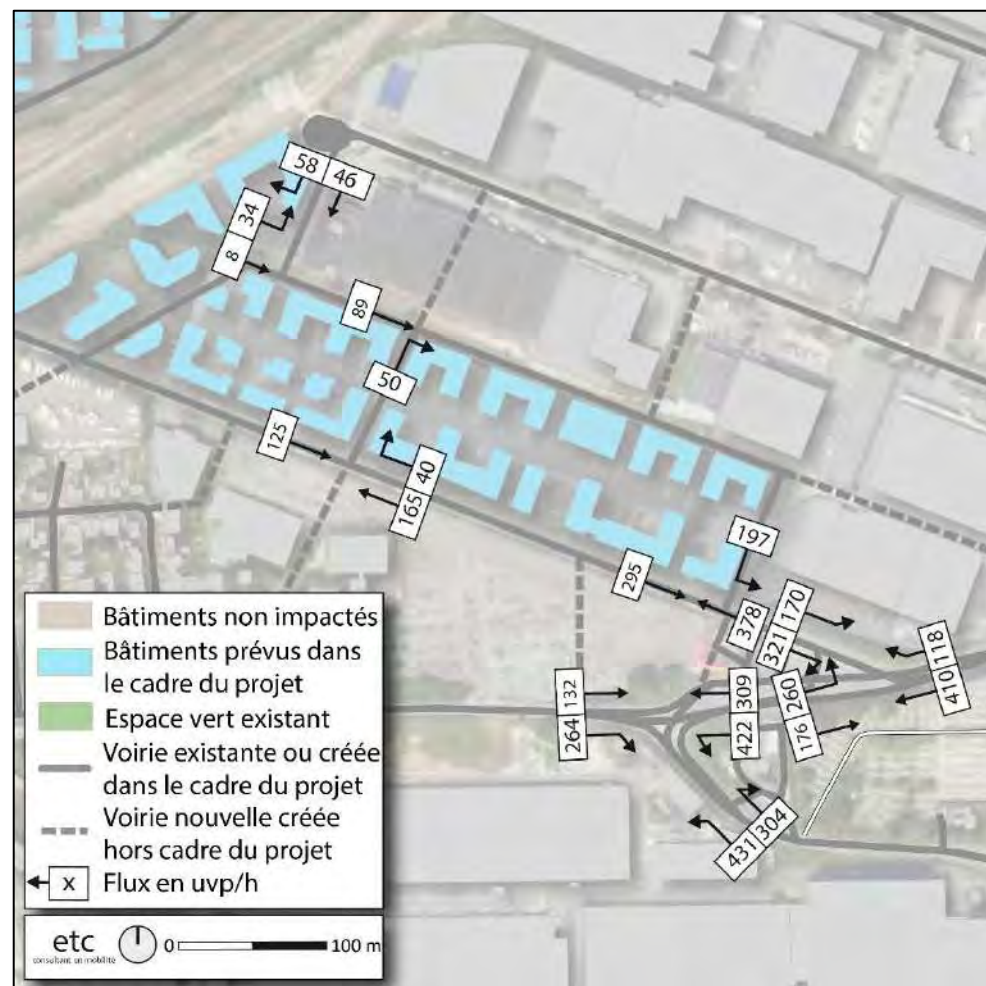 58 46
34
8
89
50
125
40
165
197
295
378
170
321
118
410
132
264
309
422
260
176
304
431
Bâtiments non impactés
Bâtiments prévus dans
le cadre du projet
Espace vert existant
Voirie existante ou créée
dans le cadre du projet
Voirie nouvelle créée
hors cadre du projet
x Flux en uvp/h
etc
consultant en mobilité
0 100 m